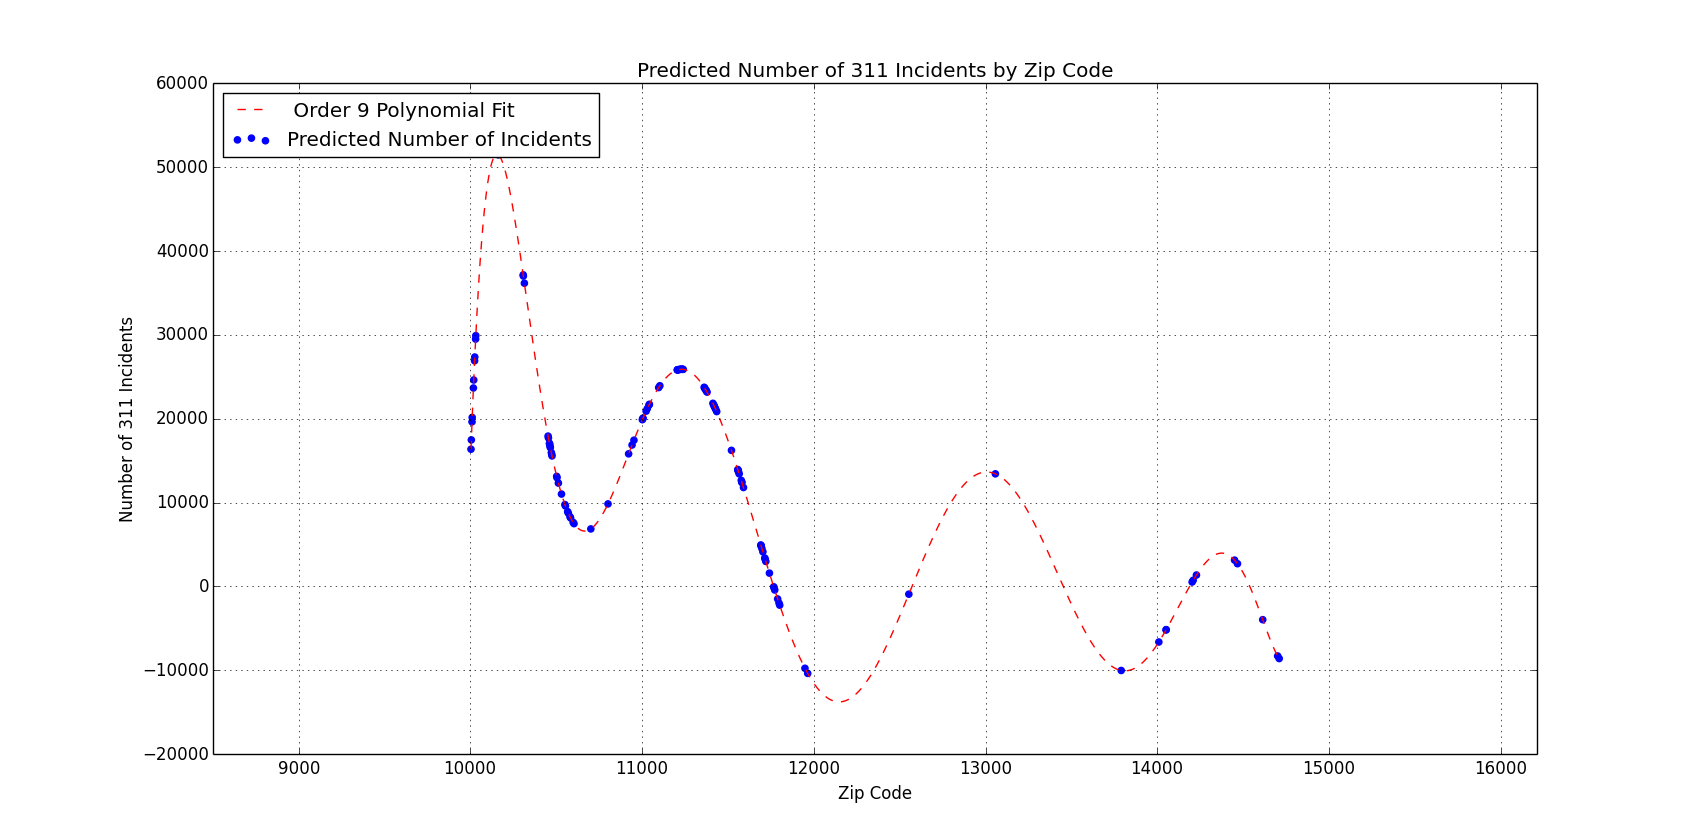 Predicted Number of 311 Incidents by Zip Code
60000
50000
40000
30000
20000
10000
0
−10000
−20000
Number of 311 Incidents
Order 9 Polynomial Fit
Predicted Number of Incidents
9000 10000 11000 12000 13000 14000 15000 16000
Zip Code